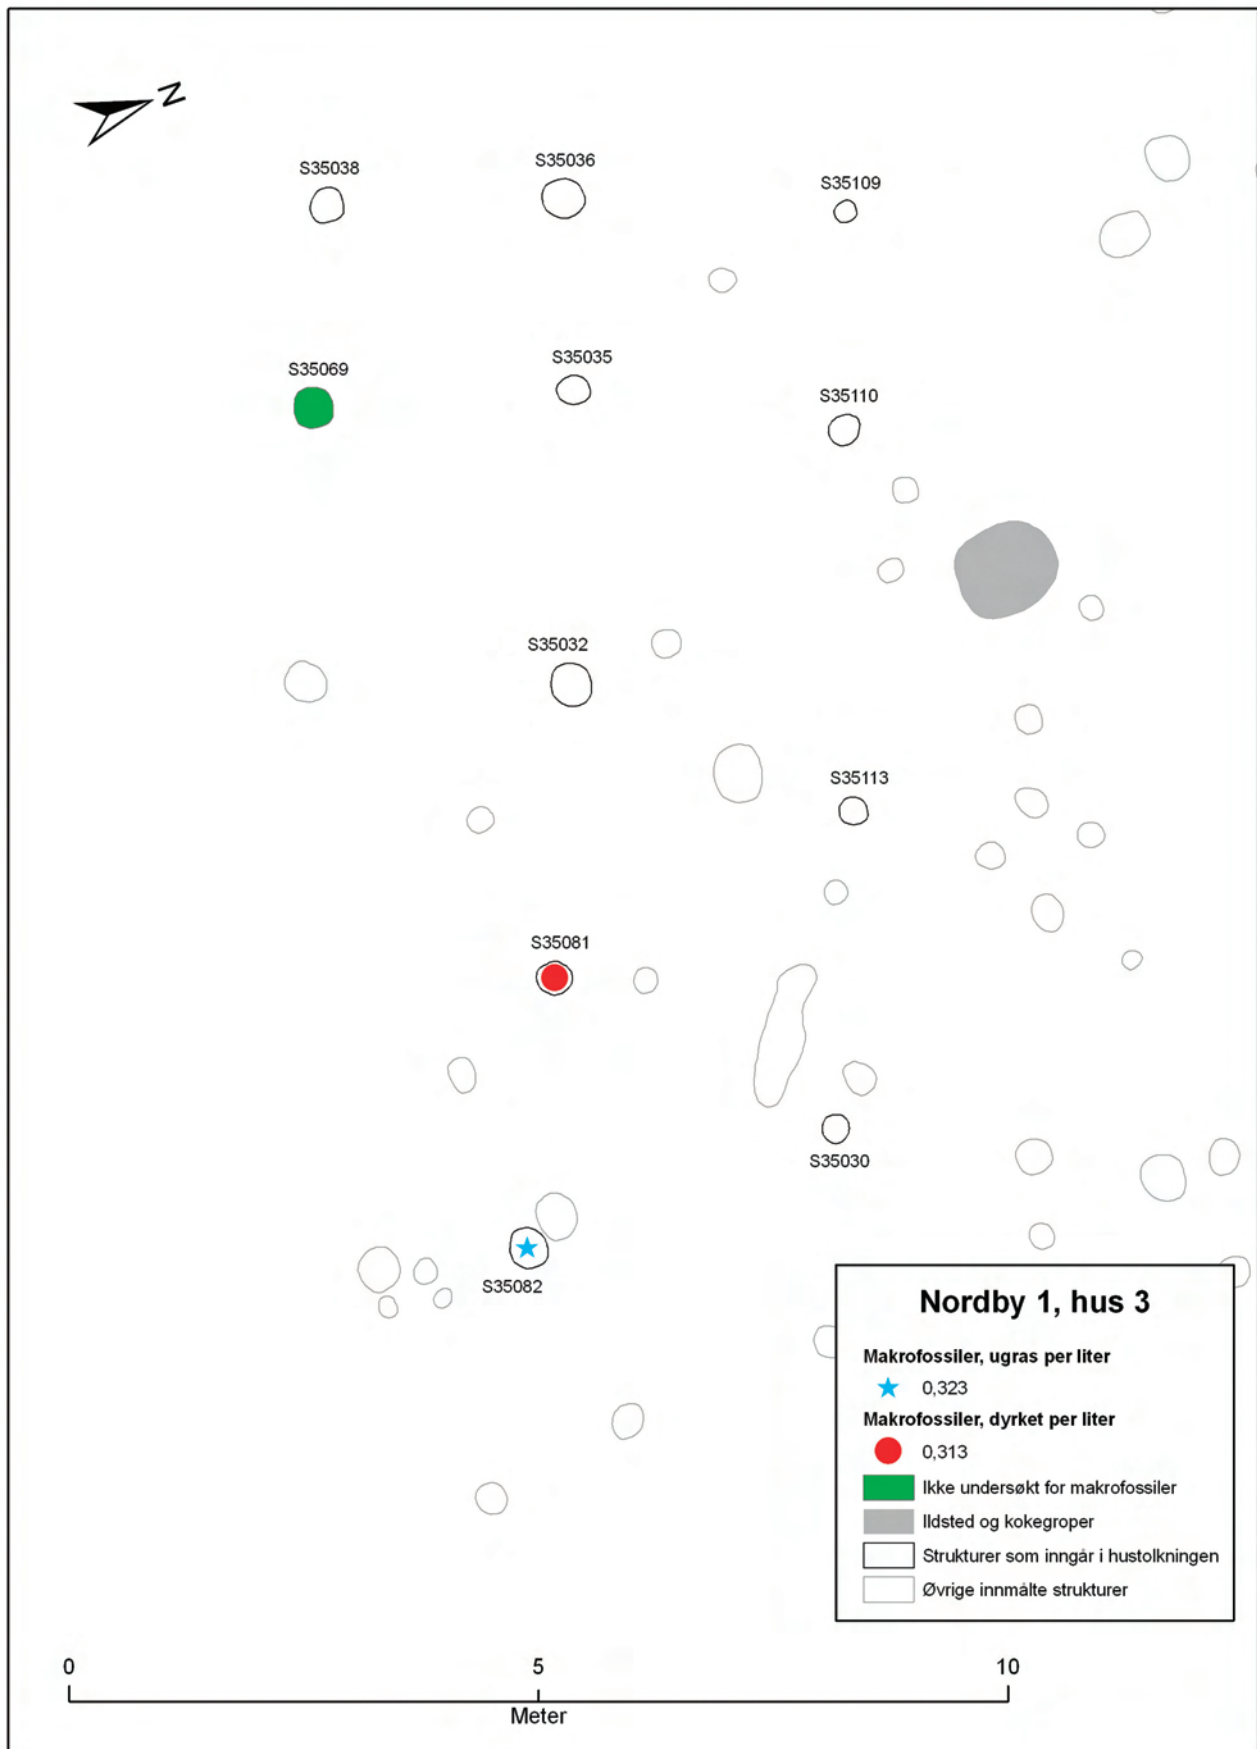 N
S35038
S35036
S35109
S35069
S35035
S35110
S35032
S35113
S35081
S35030
S35082
Nordby 1, hus 3
Makrofossiler, ugras per liter
0,323
Makrofossiler, dyrket per liter
0,313
Ikke undersøkt for makrofossiler
Ildsted og kokegroper
Strukturer som inngår i hustolkningen
Øvrige innmålte strukturer
0 5 10
Meter